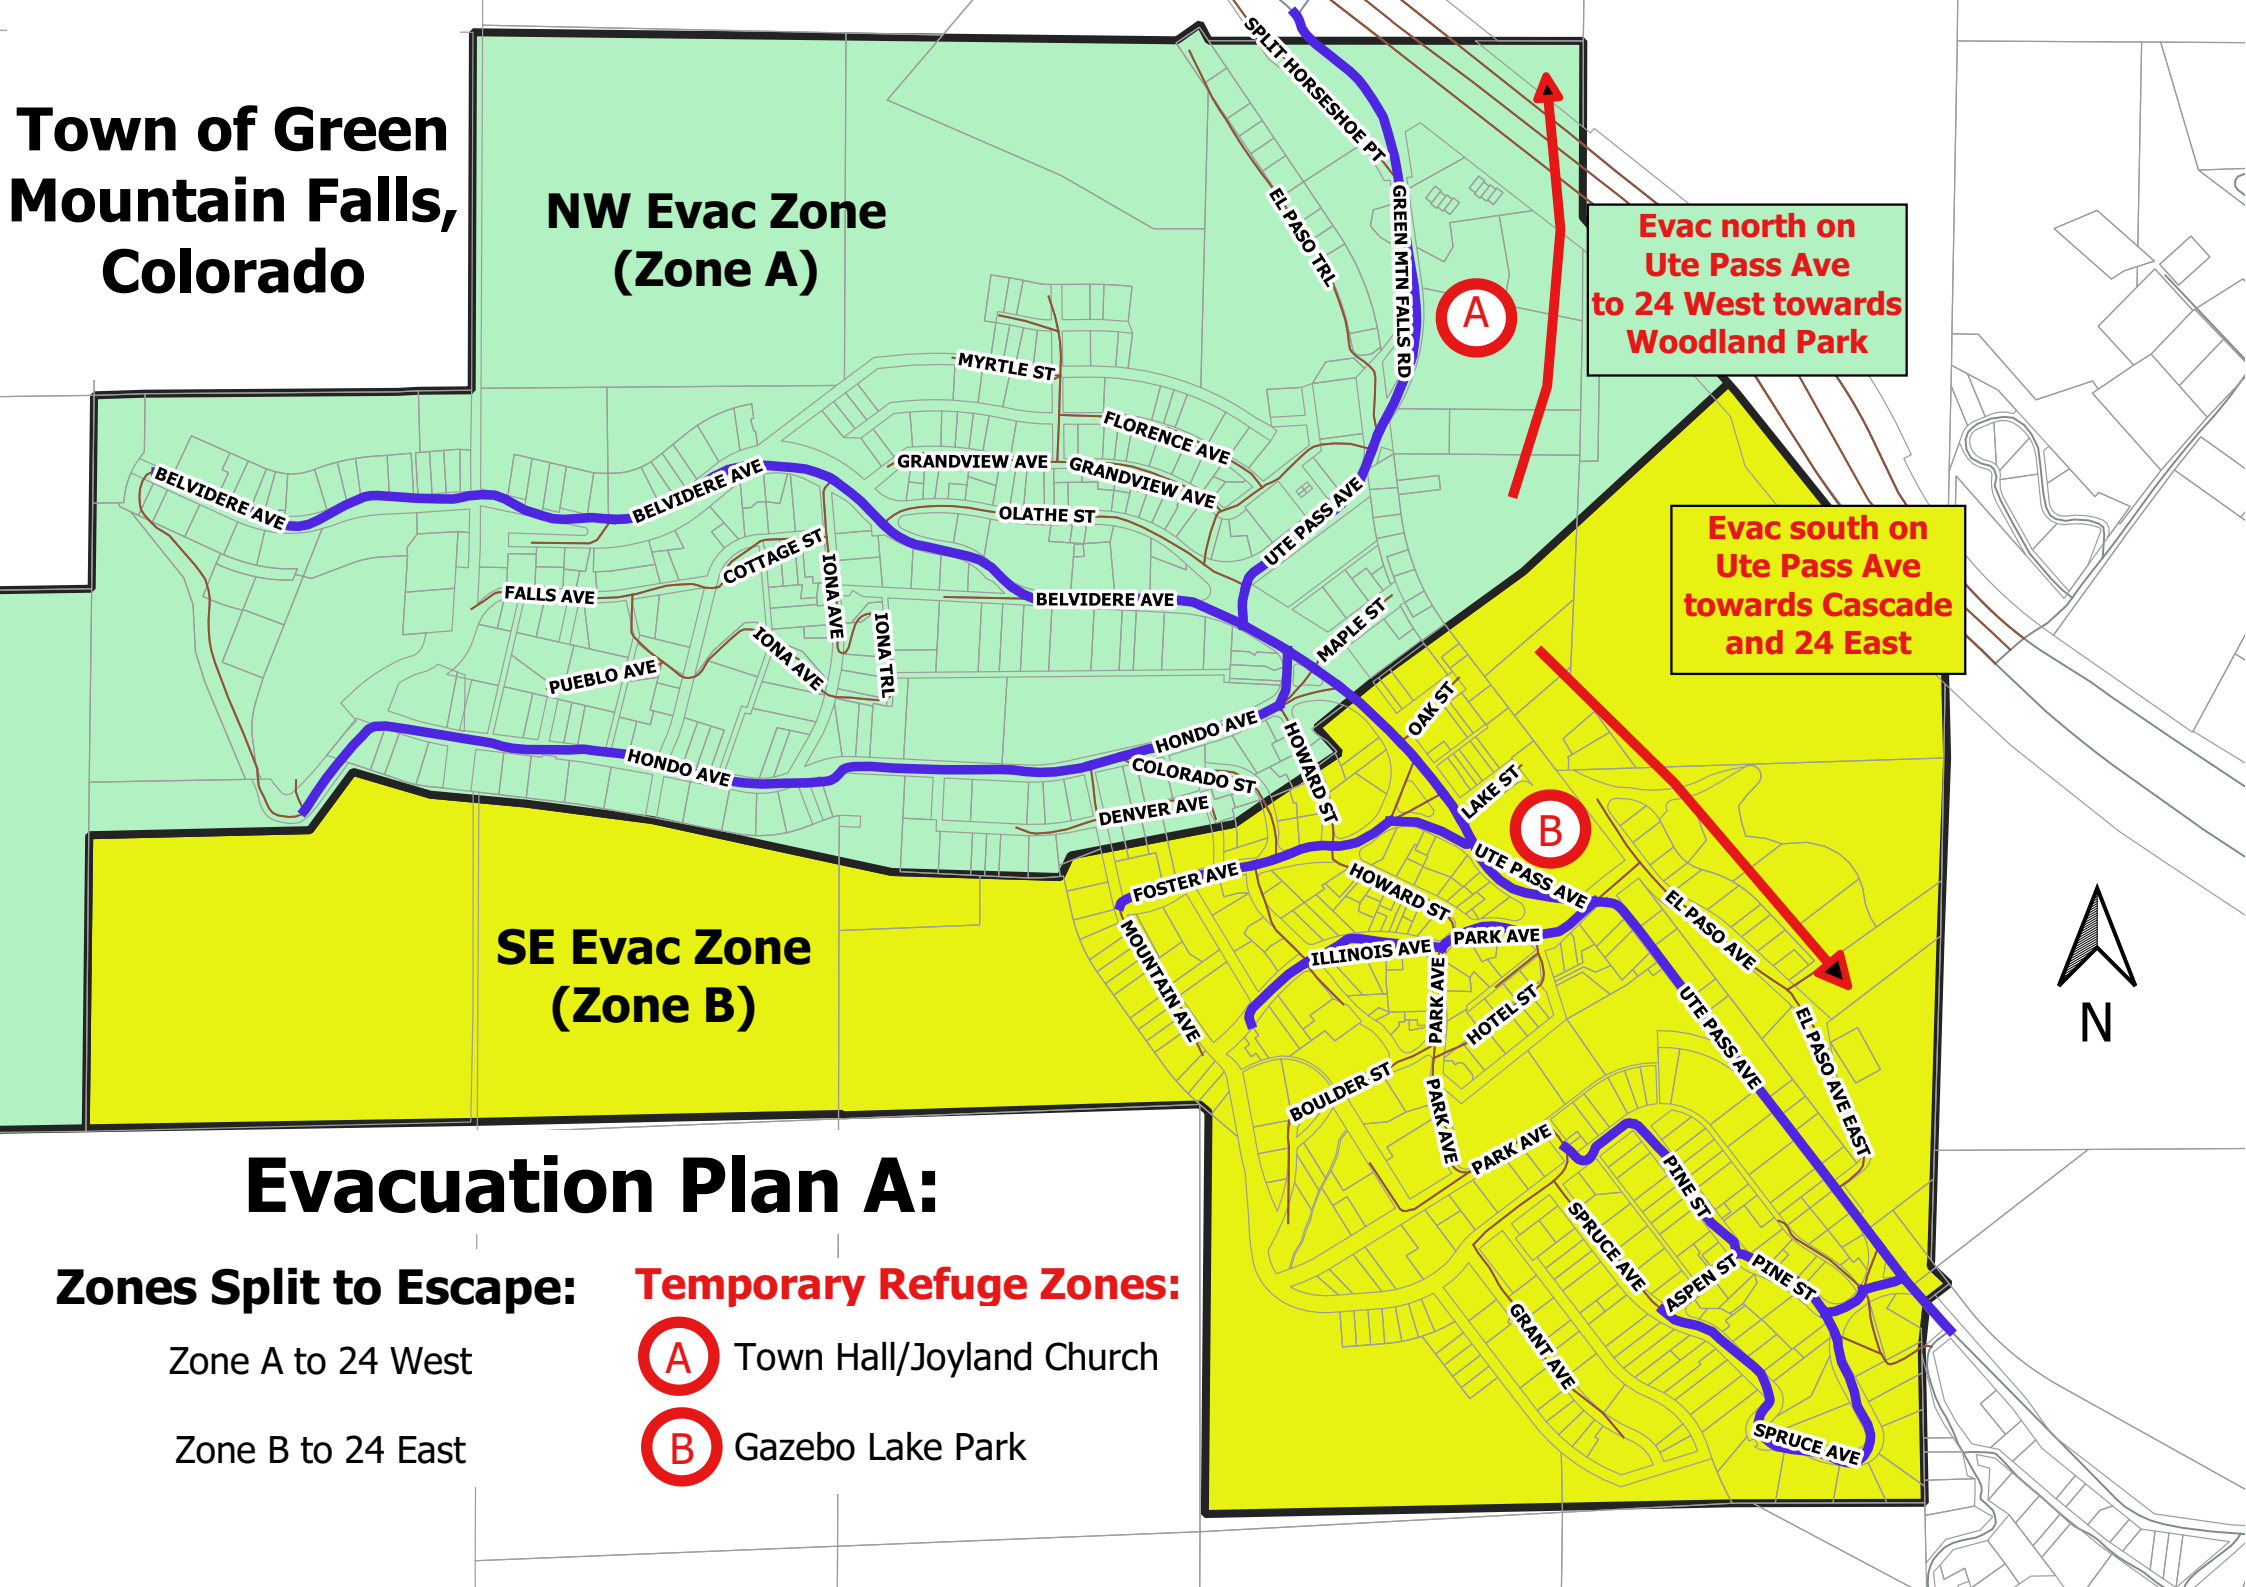 Town of Green
Mountain Falls,
Colorado
NW Evac Zone
(Zone A)
SPLIT HORSESHOE PT
EL PASO TRL
GREEN MTN FALLS RD
A
Evac north on
Ute Pass Ave
to 24 West towards
Woodland Park
MYRTLE ST
FLORENCE AVE
GRANDVIEW AVE
GRANDVIEW AVE
BELVIDERE AVE
BELVIDERE AVE
OLATHE ST
UTE PASS AVE
COTTAGE ST
IONA AVE
FALLS AVE
BELVIDERE AVE
IONA TRL
IONA AVE
PUEBLO AVE
MAPLE ST
Evac south on
Ute Pass Ave
towards Cascade
and 24 East
OAK ST
HONDO AVE
HONDO AVE
HOWARD ST
COLORADO ST
DENVER AVE
LAKE ST
B
UTE PASS AVE
FOSTER AVE
HOWARD ST
EL PASO AVE
SE Evac Zone
(Zone B)
MOUNTAIN AVE
ILLINOIS AVE
PARK AVE
PARK AVE
HOTEL ST
UTE PASS AVE
EL PASO AVE EAST
BOULDER ST
PARK AVE
PARK AVE
PINE ST
SPRUCE AVE
ASPEN ST
PINE ST
GRANT AVE
SPRUCE AVE
N
Evacuation Plan A:
Zones Split to Escape:
Zone A to 24 West
Zone B to 24 East
Temporary Refuge Zones:
A Town Hall/Joyland Church
B Gazebo Lake Park